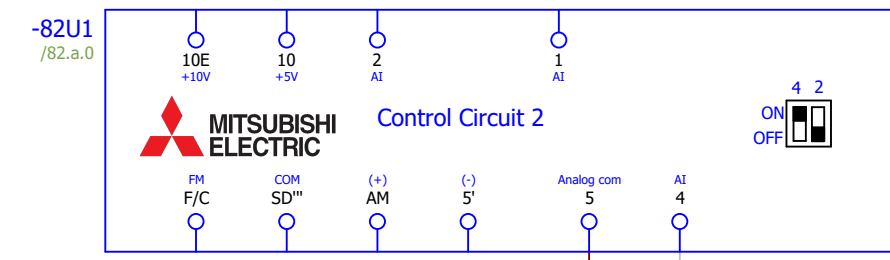 -82U1
/82.a.0
10E
+10V
10
+5V
2
AI
1
AI
MITSUBISHI
ELECTRIC
Control Circuit 2
4 2
ON
OFF
FM
F/C
COM
SD'''
(+)
AM
(-)
5'
Analog com
5
AI
4